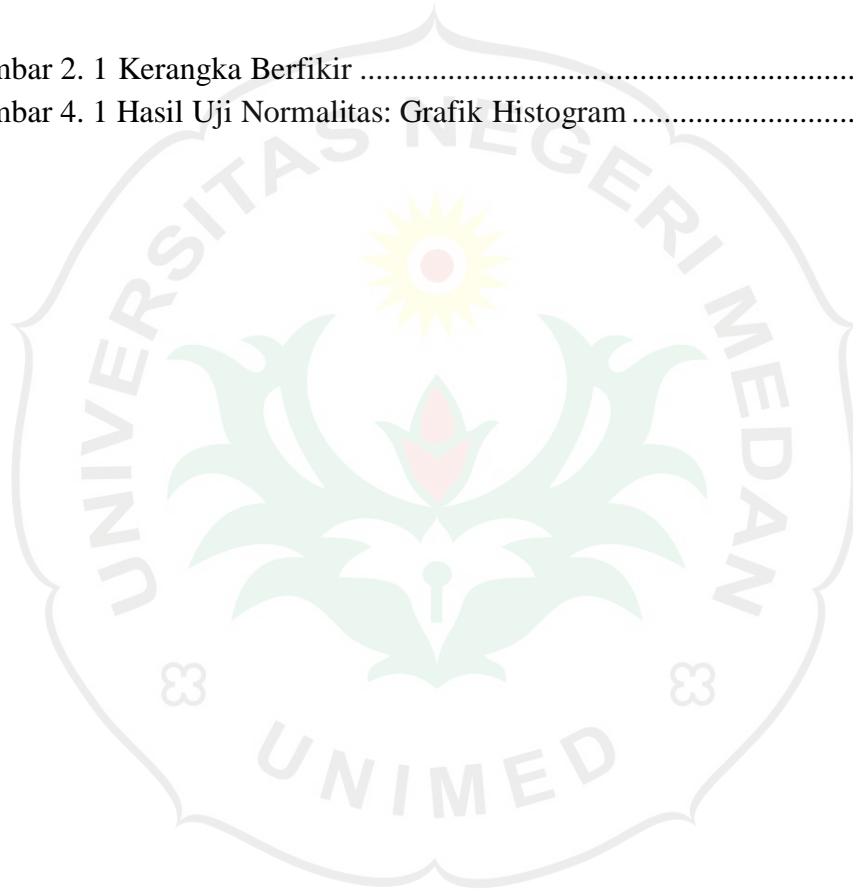 mbar 2. 1 Kerangka Berfikir ..............................................................
mbar 4. 1 Hasil Uji Normalitas: Grafik Histogram ............................
UNIVERSITAS NEGERI MEDAN
UNIMED